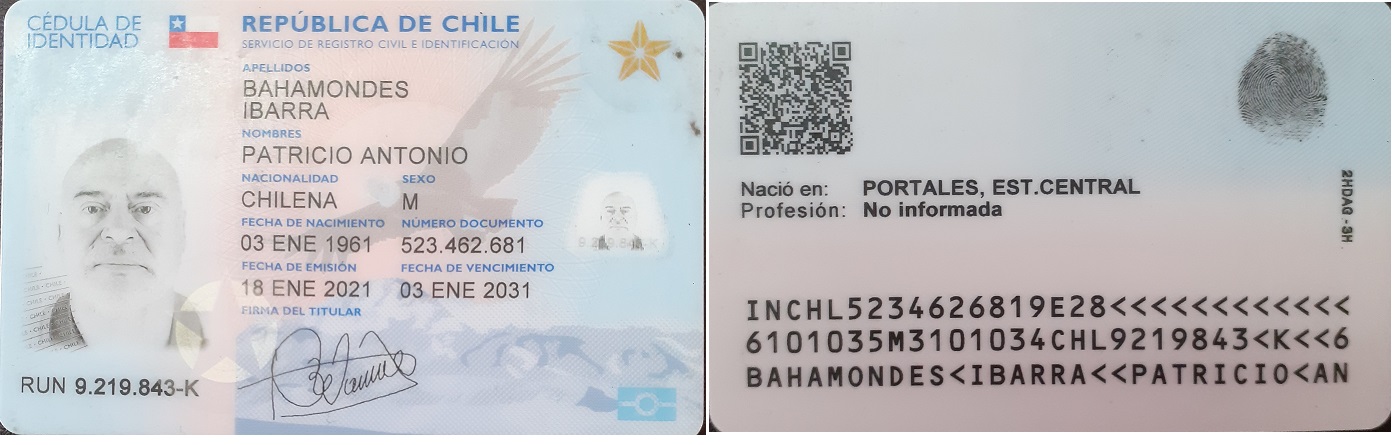 CÉDULA DE
IDENTIDAD
REPÚBLICA DE CHILE
SERVICIO DE REGISTRO CIVIL E IDENTIFICACIÓN
APELLIDOS
BAHAMONDES
IBARRA
NOMBRES
PATRICIO ANTONIO
NACIONALIDAD SEXO
CHILENA M
FECHA DE NACIMIENTO NÚMERO DOCUMENTO
03 ENE 1961 523.462.681
FECHA DE EMISIÓN FECHA DE VENCIMIENTO
18 ENE 2021 03 ENE 2031
FIRMA DEL TITULAR
RUN 9.219.843-K
9.219.843-K
Nació en: PORTALES, EST.CENTRAL
Profesión: No informada
INCHL5234626819E28<<<<<<<<<<<<
6101035M3101034CHL9219843<K<<6
BAHAMONDES<IBARRA<<PATRICIO<AN